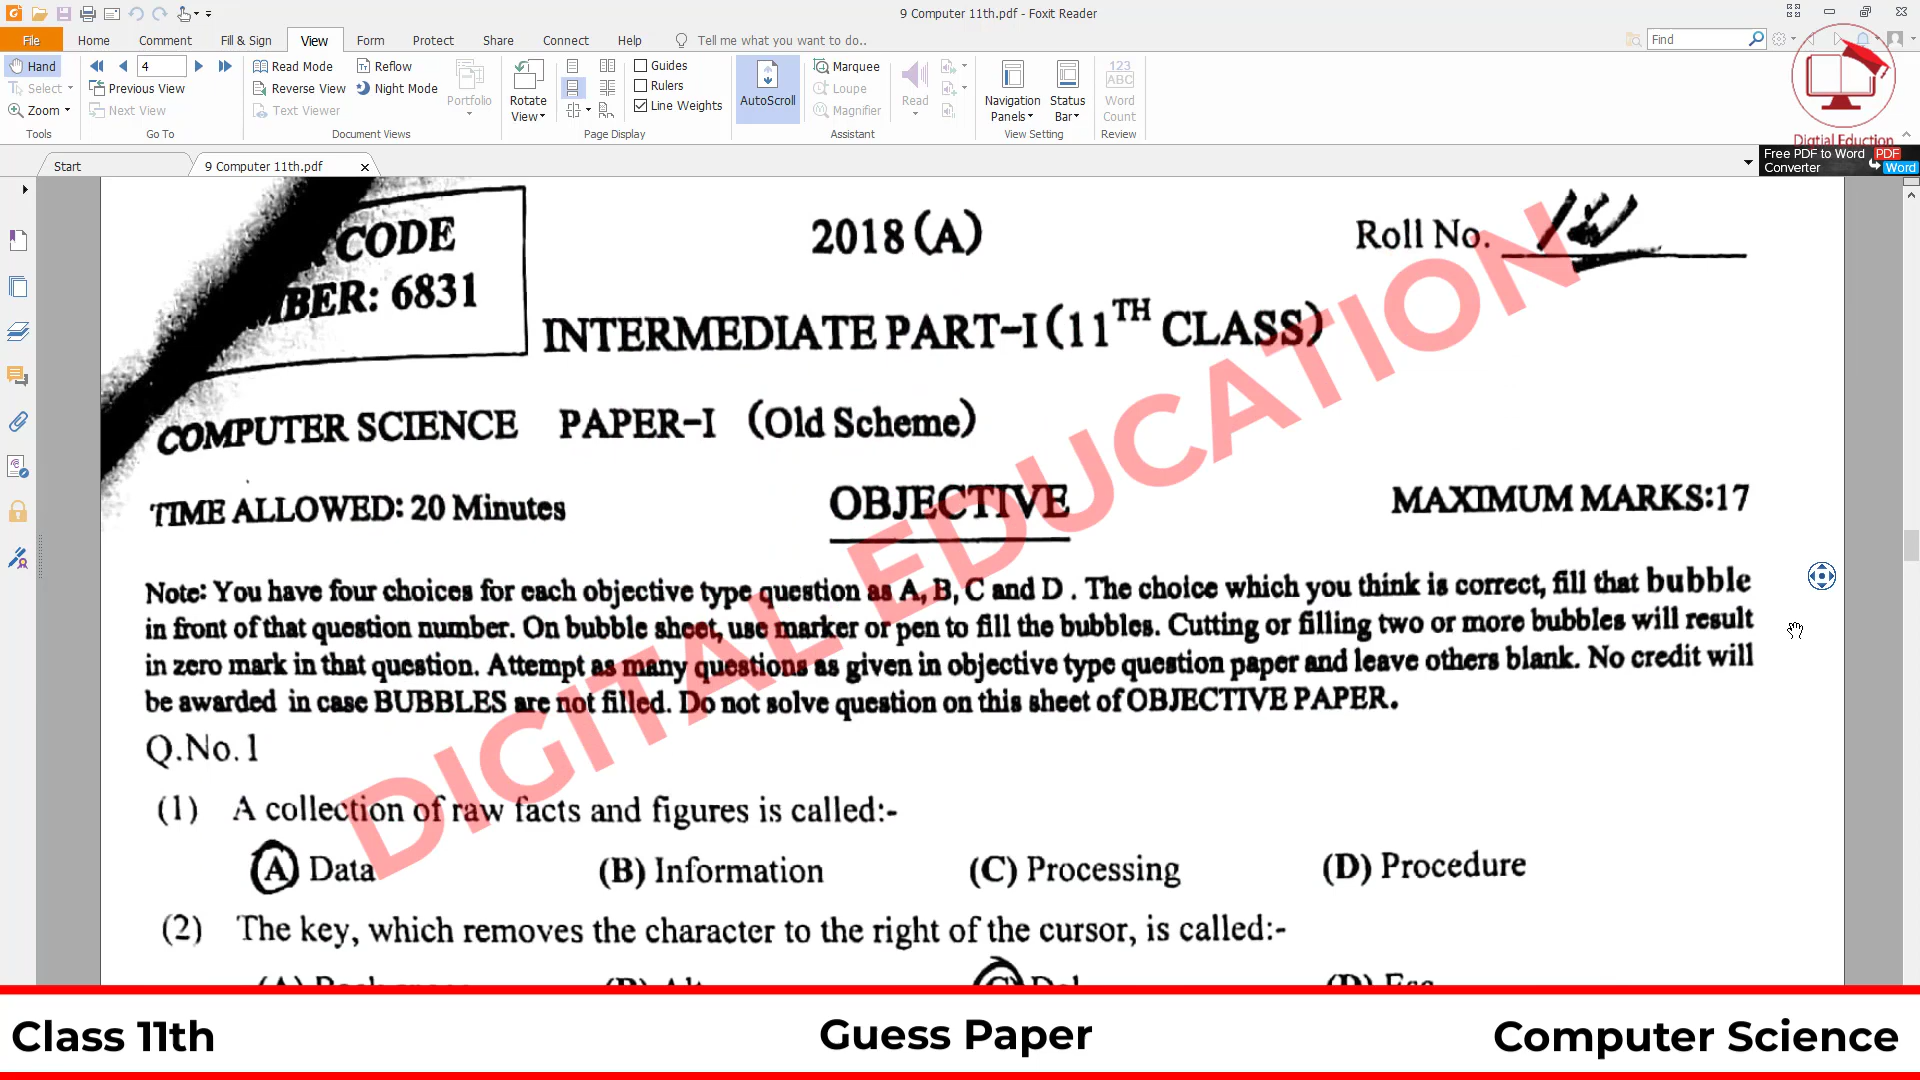 9 Computer 11th.pdf - Foxit Reader
File Home Comment Fill & Sign View Form Protect Share Connect Help Tell me what you want to do.. Find
Hand 4 Read Mode Reflow Guides Marquee 123
Select Previous View Reverse View Night Mode Portfolio Rotate View Rulers AutoScroll Loupe Read Navigation Panels Status Bar ABC Word Count
Zoom Next View Text Viewer Line Weights Magnifier
Tools Go To Document Views Page Display Assistant View Setting Review
Digtial Eduction
Start 9 Computer 11th.pdf
Free PDF to Word Converter PDF Word
CODE
BER: 6831
2018 (A)
Roll No.
INTERMEDIATE PART-I (11TH CLASS)
COMPUTER SCIENCE PAPER-I (Old Scheme)
TIME ALLOWED: 20 Minutes OBJECTIVE MAXIMUM MARKS:17
Note: You have four choices for each objective type question as A, B, C and D . The choice which you think is correct, fill that bubble
in front of that question number. On bubble sheet, use marker or pen to fill the bubbles. Cutting or filling two or more bubbles will result
in zero mark in that question. Attempt as many questions as given in objective type question paper and leave others blank. No credit will
be awarded in case BUBBLES are not filled. Do not solve question on this sheet of OBJECTIVE PAPER.
Q.No.1
(1) A collection of raw facts and figures is called:-
(A) Data (B) Information (C) Processing (D) Procedure
(2) The key, which removes the character to the right of the cursor, is called:-
DIGITAL EDUCATION
Class 11th Guess Paper Computer Science